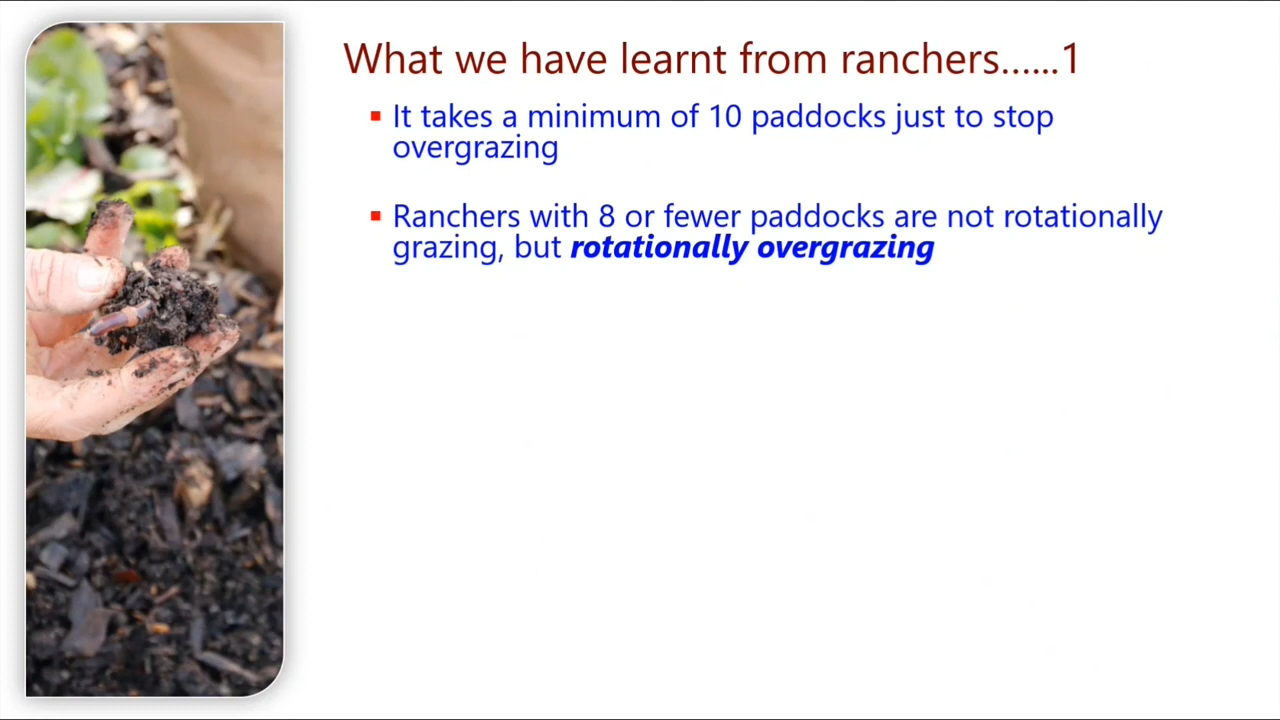 What we have learnt from ranchers......1
▪ It takes a minimum of 10 paddocks just to stop
overgrazing
▪ Ranchers with 8 or fewer paddocks are not rotationally
grazing, but rotationally overgrazing